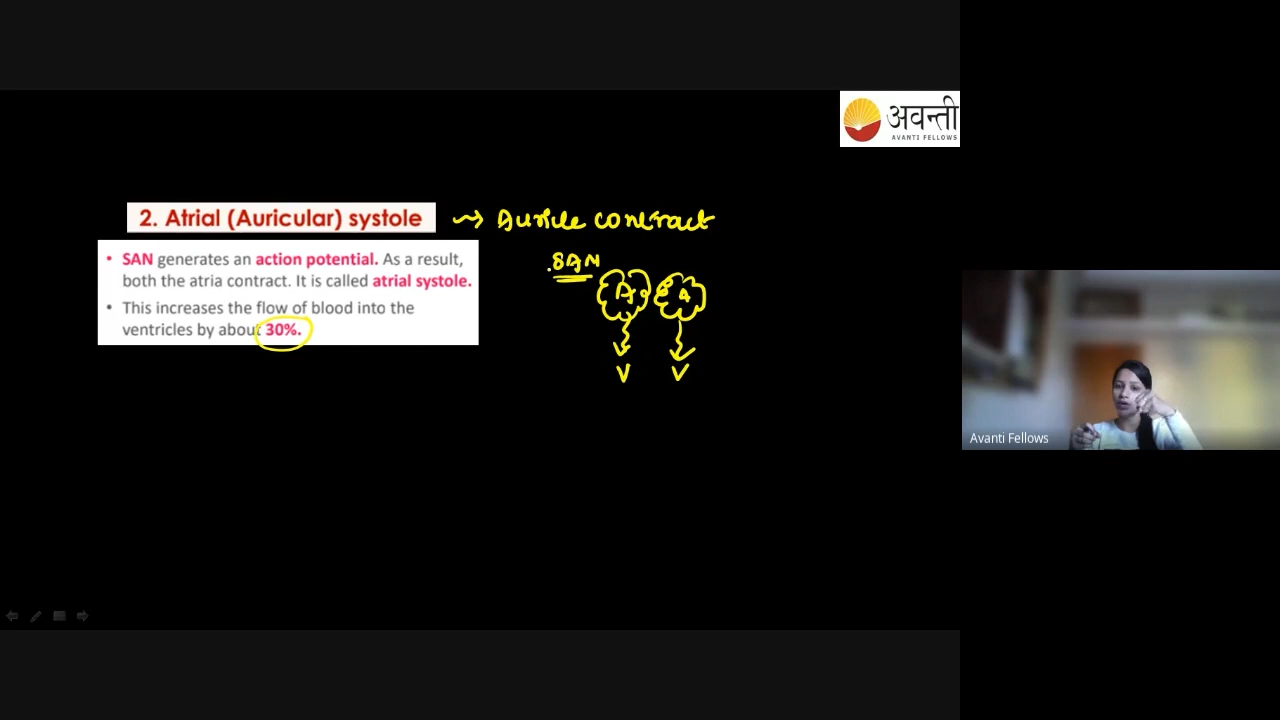 अवन्ती
AVANTI FELLOWS
2. Atrial (Auricular) systole → Auricle contract
• SAN generates an action potential. As a result,
both the atria contract. It is called atrial systole.
• This increases the flow of blood into the
ventricles by about 30%.
SAN
A A
V V
Avanti Fellows